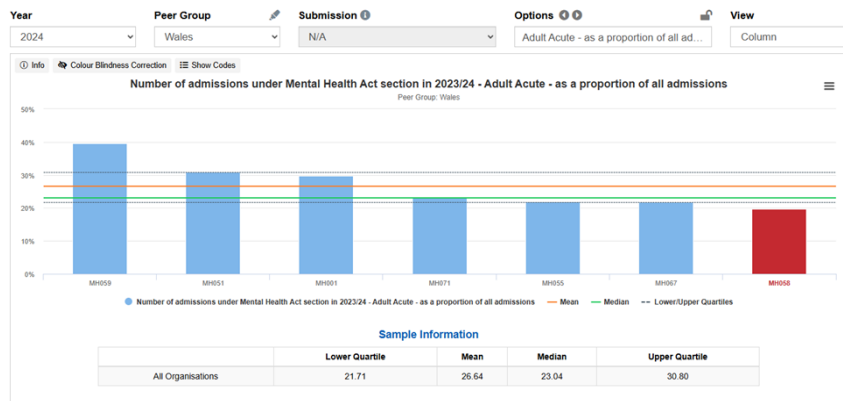 Year Peer Group Submission Options View
2024 Wales N/A Adult Acute - as a proportion of all ad... Column
Info Colour Blindness Correction Show Codes
Number of admissions under Mental Health Act section in 2023/24 - Adult Acute - as a proportion of all admissions
Peer Group: Wales
50%
40%
30%
20%
10%
0%
MH059 MH051 MH001 MH071 MH055 MH067 MH058
Number of admissions under Mental Health Act section in 2023/24 - Adult Acute - as a proportion of all admissions Mean Median Lower/Upper Quartiles
Sample Information
Lower Quartile Mean Median Upper Quartile
All Organisations 21.71 26.64 23.04 30.80